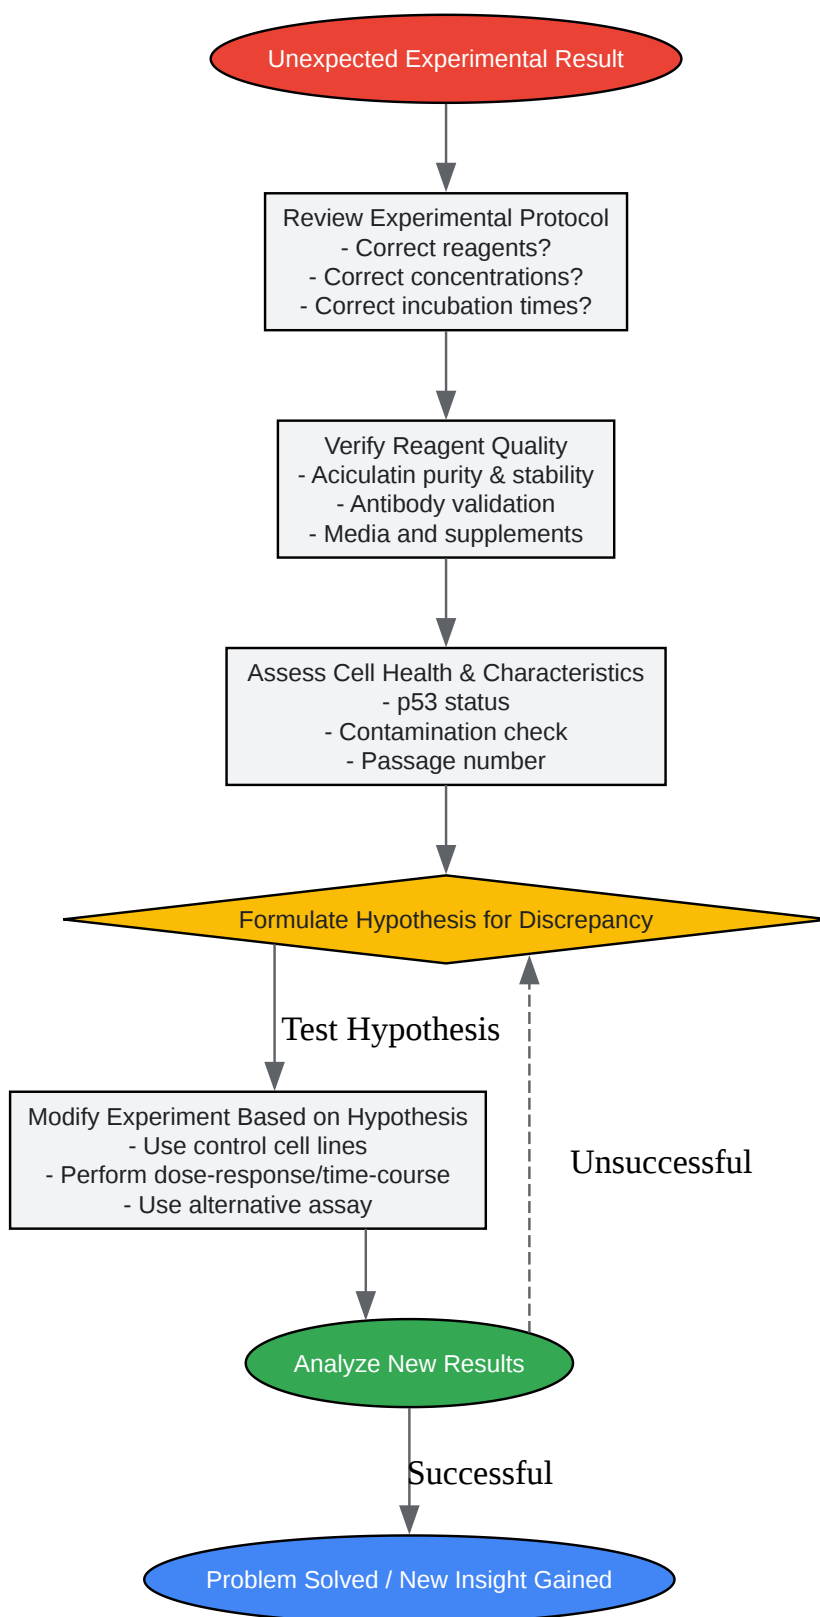 Unexpected Experimental Result
Review Experimental Protocol
- Correct reagents?
- Correct concentrations?
- Correct incubation times?
Verify Reagent Quality
- Aciculatin purity & stability
- Antibody validation
- Media and supplements
Assess Cell Health & Characteristics
- p53 status
- Contamination check
- Passage number
Formulate Hypothesis for Discrepancy
Test Hypothesis
Modify Experiment Based on Hypothesis
- Use control cell lines
- Perform dose-response/time-course
- Use alternative assay
Unsuccessful
Analyze New Results
Successful
Problem Solved / New Insight Gained